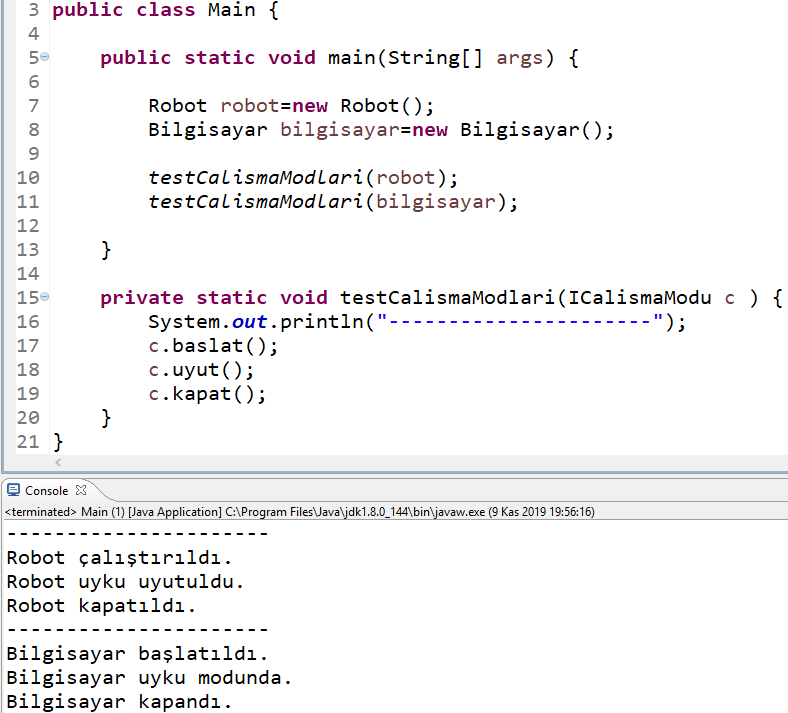 3 public class Main {
4
5 public static void main(String[] args) {
6
7 Robot robot=new Robot();
8 Bilgisayar bilgisayar=new Bilgisayar();
9
10 testCalismaModlari(robot);
11 testCalismaModlari(bilgisayar);
12
13 }
14
15 private static void testCalismaModlari(ICalismaModu c ) {
16 System.out.println("----------------------");
17 c.baslat();
18 c.uyut();
19 c.kapat();
20 }
21 }
Console
<terminated> Main (1) [Java Application] C:\Program Files\Java\jdk1.8.0_144\bin\javaw.exe (9 Kas 2019 19:56:16)
----------------------
Robot çalıştırıldı.
Robot uyku uyutuldu.
Robot kapatıldı.
----------------------
Bilgisayar başlatıldı.
Bilgisayar uyku modunda.
Bilgisayar kapandı.